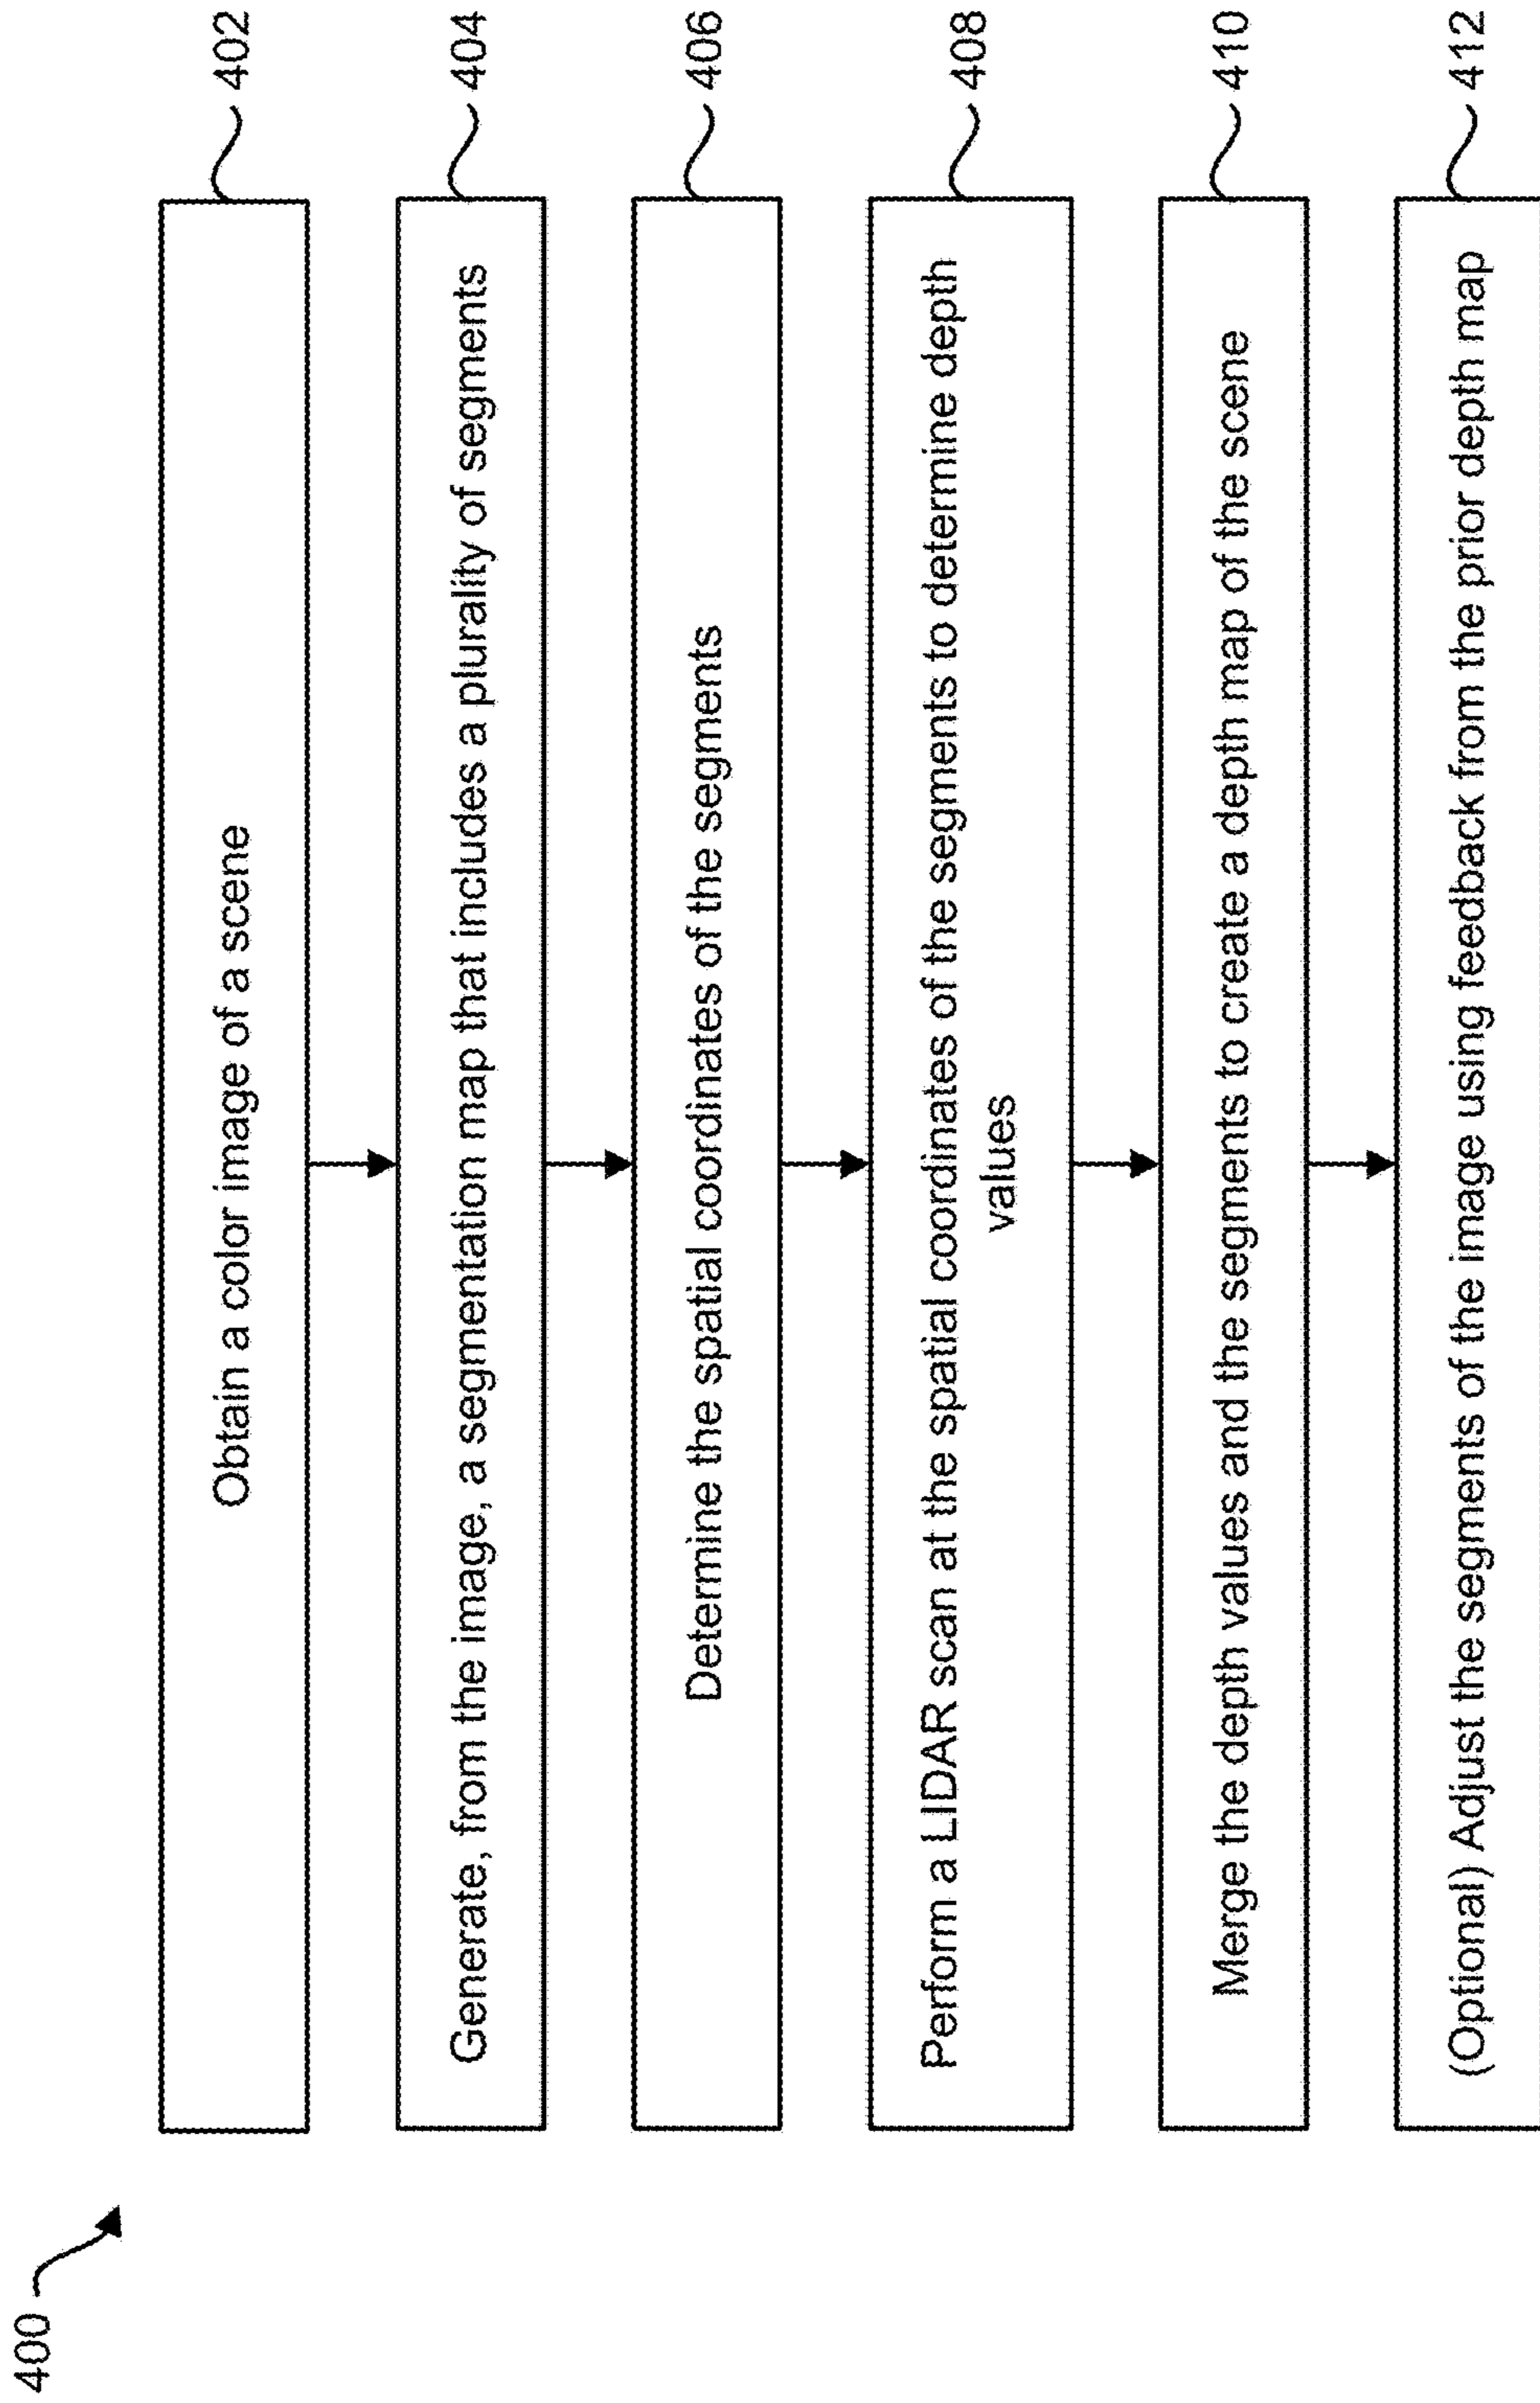 400
Obtain a color image of a scene
402
Generate, from the image, a segmentation map that includes a plurality of segments
404
Determine the spatial coordinates of the segments
406
Perform a LIDAR scan at the spatial coordinates of the segments to determine depth
values
408
Merge the depth values and the segments to create a depth map of the scene
410
(Optional) Adjust the segments of the image using feedback from the prior depth map
412